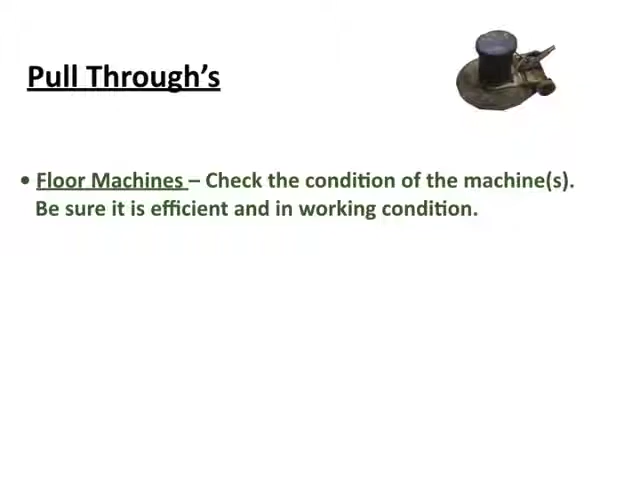 Pull Through's
• Floor Machines – Check the condition of the machine(s).
Be sure it is efficient and in working condition.